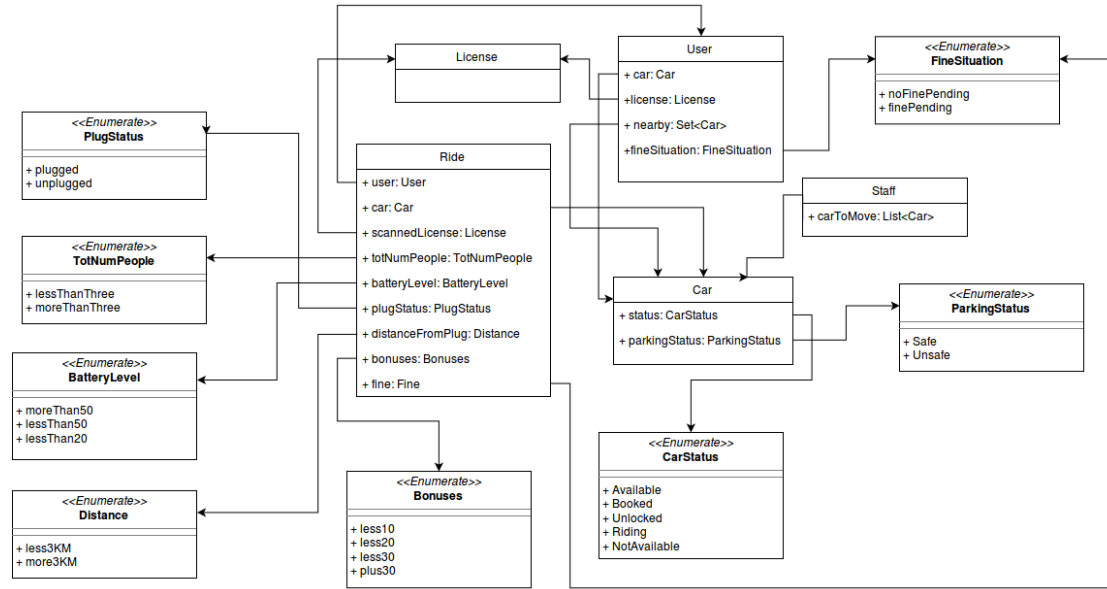 License
User
+ car: Car
+license: License
+ nearby: Set<Car>
+fineSituation: FineSituation
<<Enumerate>>
FineSituation
+ noFinePending
+ finePending
<<Enumerate>>
PlugStatus
+ plugged
+ unplugged
Ride
+ user: User
+ car: Car
+ scannedLicense: License
+ totNumPeople: TotNumPeople
+ batteryLevel: BatteryLevel
+ plugStatus: PlugStatus
+ distanceFromPlug: Distance
+ bonuses: Bonuses
+ fine: Fine
Staff
+ carToMove: List<Car>
<<Enumerate>>
TotNumPeople
+ lessThanThree
+ moreThanThree
Car
+ status: CarStatus
+ parkingStatus: ParkingStatus
<<Enumerate>>
ParkingStatus
+ Safe
+ Unsafe
<<Enumerate>>
BatteryLevel
+ moreThan50
+ lessThan50
+ lessThan20
<<Enumerate>>
CarStatus
+ Available
+ Booked
+ Unlocked
+ Riding
+ NotAvailable
<<Enumerate>>
Bonuses
+ less10
+ less20
+ less30
+ plus30
<<Enumerate>>
Distance
+ less3KM
+ more3KM